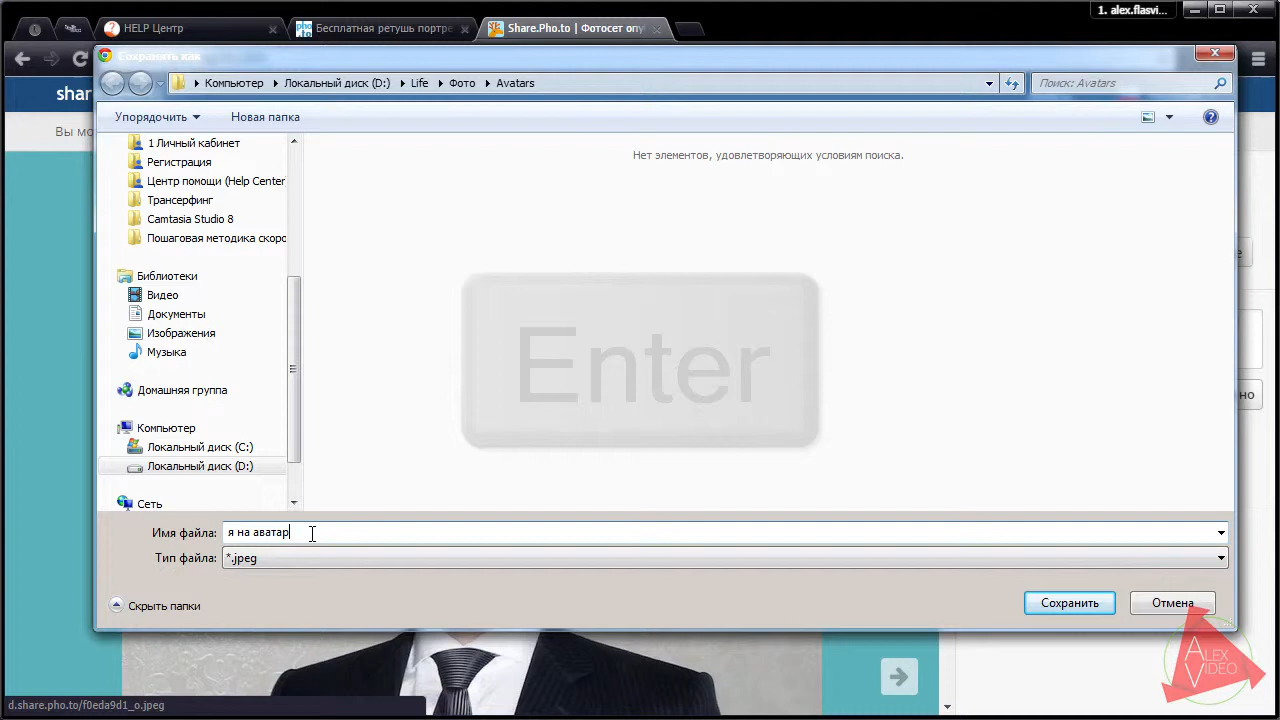 1. alex.flasvi...
HELP Центр
Бесплатная ретушь портре
Share.Pho.to | Фотосет опу
Сохранить как
Компьютер
Локальный диск (D:)
Life
Фото
Avatars
Поиск: Avatars
share
Упорядочить
Новая папка
Вы мо
1 Личный кабинет
Регистрация
Центр помощи (Help Center
Трансерфинг
Camtasia Studio 8
Пошаговая методика скоро
Библиотеки
Видео
Документы
Изображения
Музыка
Домашняя группа
Компьютер
Локальный диск (C:)
Локальный диск (D:)
Сеть
Нет элементов, удовлетворяющих условиям поиска.
Enter
е
но
Имя файла: я на аватар
Тип файла: *.jpeg
Скрыть папки
Сохранить
Отмена
ALEX
VIDEO
d.share.pho.to/f0eda9d1_o.jpeg